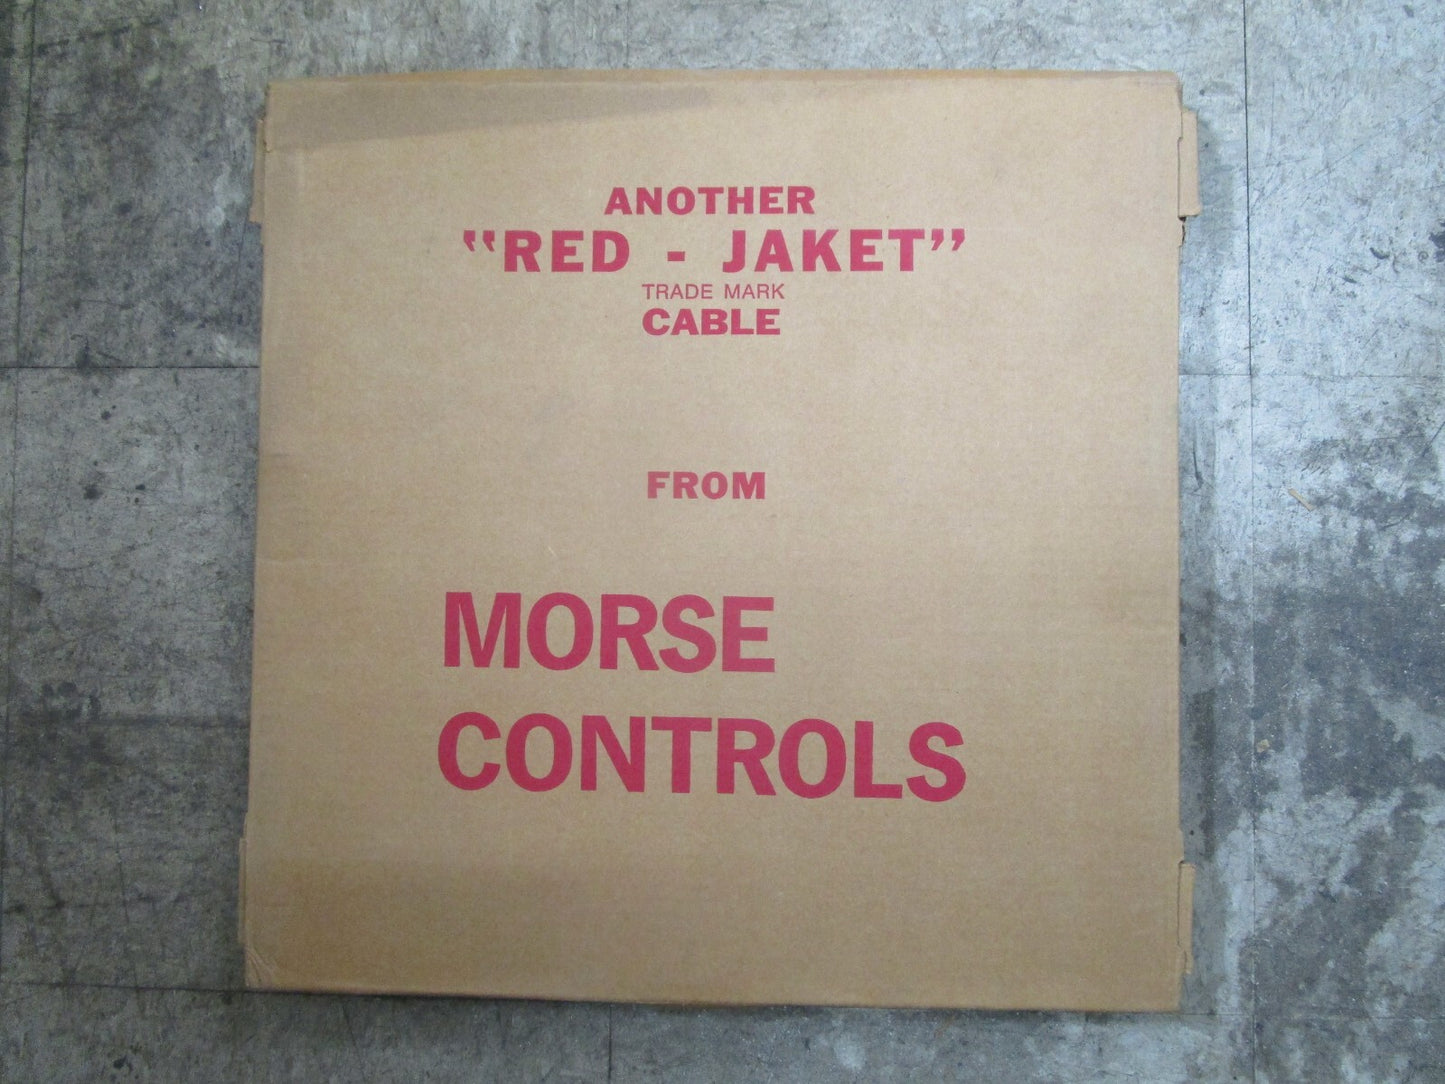 ANOTHER
“RED - JAKET”
TRADE MARK
CABLE
FROM
MORSE
CONTROLS